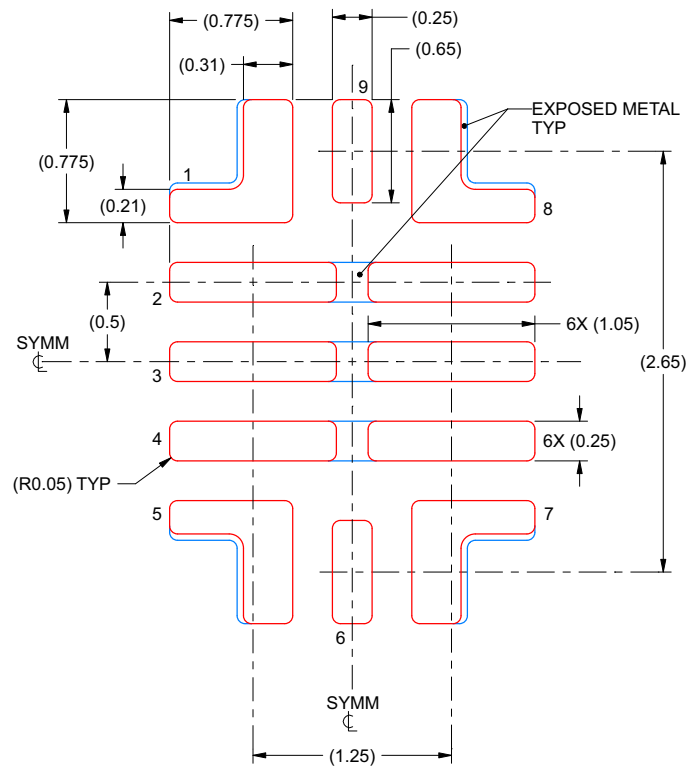 (0.775)
(0.25)
(0.31)
(0.65)
9
EXPOSED METAL
TYP
(0.775)
1
(0.21)
8
2
(0.5)
6X (1.05)
SYMM
℄
(2.65)
3
4
6X (0.25)
(R0.05) TYP
5
7
6
SYMM
℄
(1.25)